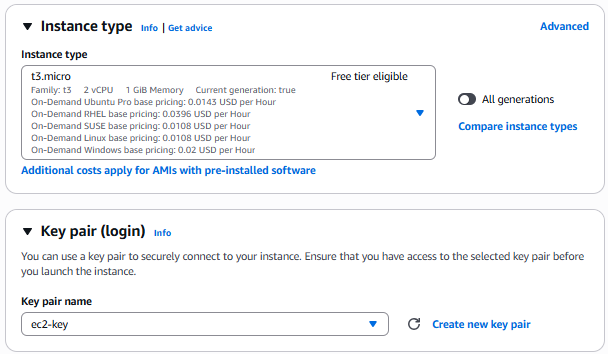 Instance type Info | Get advice Advanced
Instance type
t3.micro Free tier eligible
Family: t3 2 vCPU 1 GiB Memory Current generation: true
On-Demand Ubuntu Pro base pricing: 0.0143 USD per Hour
On-Demand RHEL base pricing: 0.0396 USD per Hour
On-Demand SUSE base pricing: 0.0108 USD per Hour
On-Demand Linux base pricing: 0.0108 USD per Hour
On-Demand Windows base pricing: 0.02 USD per Hour
All generations
Compare instance types
Additional costs apply for AMIs with pre-installed software
Key pair (login) Info
You can use a key pair to securely connect to your instance. Ensure that you have access to the selected key pair before
you launch the instance.
Key pair name
ec2-key
Create new key pair